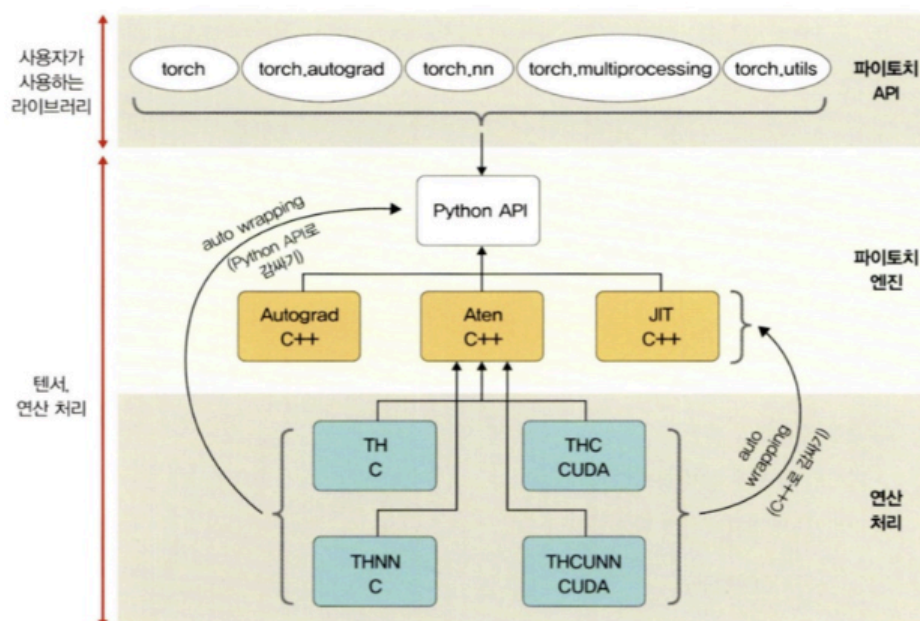 사용자가
사용하는
라이브러리
torch
torch.autograd
torch.nn
torch.multiprocessing
torch.utils
파이토치
API
Python API
auto wrapping
(Python API로
감싸기)
파이토치
엔진
Autograd
C++
Aten
C++
JIT
C++
텐서,
연산 처리
TH
C
THC
CUDA
auto
wrapping
(C++로 감싸기)
연산
처리
THNN
C
THCUNN
CUDA